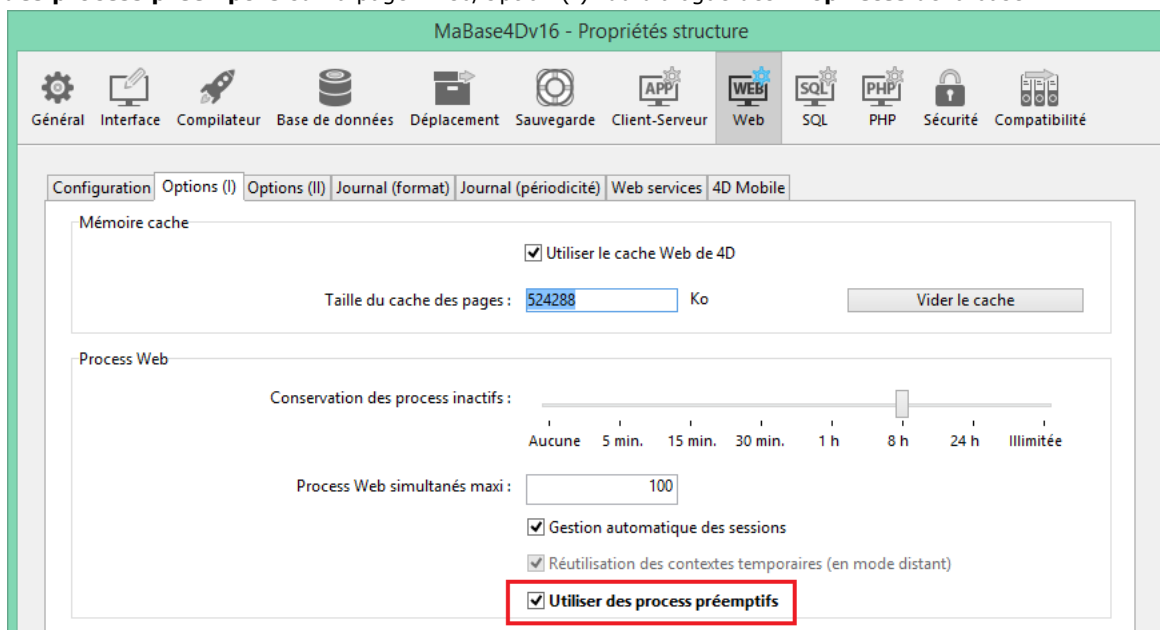 MaBase4Dv16 - Propriétés structure
Général Interface Compilateur Base de données Déplacement Sauvegarde Client-Serveur Web SQL PHP Sécurité Compatibilité
APP WEB SQL PHP
Configuration Options (I) Options (II) Journal (format) Journal (périodicité) Web services 4D Mobile
Mémoire cache
Utiliser le cache Web de 4D
Taille du cache des pages : 524288 Ko Vider le cache
Process Web
Conservation des process inactifs :
Aucune 5 min. 15 min. 30 min. 1 h 8 h 24 h Illimitée
Process Web simultanés maxi : 100
Gestion automatique des sessions
Réutilisation des contextes temporaires (en mode distant)
Utiliser des process préemptifs